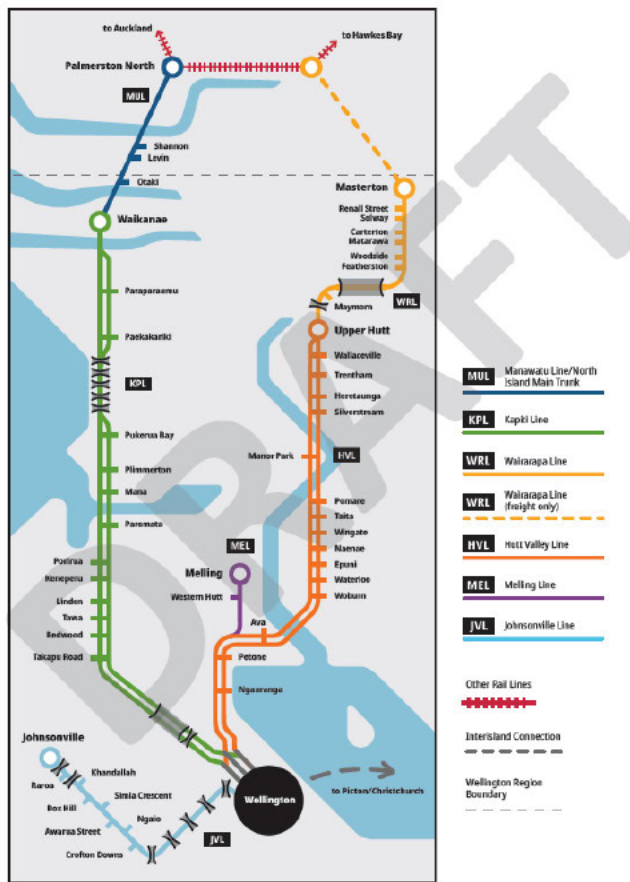 to Auckland
to Hawkes Bay
Palmerston North
MUL
Shannon
Levin
Otaki
Masterton
Renall Street
Solway
Carterton
Matarawa
Woodside
Featherston
WRL
Maymorn
Waikanae
Paraparaumu
Paekakariki
KPL
Pukerua Bay
Plimmerton
Mana
Paremata
Porirua
Kenepuru
Linden
Tawa
Redwood
Takapu Road
Upper Hutt
Wallaceville
Trentham
Heretaunga
Silverstream
Manor Park
HVL
Pomare
Taita
Wingate
Naenae
Epuni
Waterloo
Woburn
MEL
Melling
Western Hutt
Ava
Petone
Ngauranga
Johnsonville
Raroa
Khandallah
Box Hill
Simla Crescent
Awarua Street
Ngaio
Crofton Downs
JVL
Wellington
to Picton/Christchurch
MUL
Manawatu Line/North
Island Main Trunk
KPL
Kapiti Line
WRL
Wairarapa Line
WRL
Wairarapa Line
(freight only)
HVL
Hutt Valley Line
MEL
Melling Line
JVL
Johnsonville Line
Other Rail Lines
Interisland Connection
Wellington Region
Boundary
DRAFT